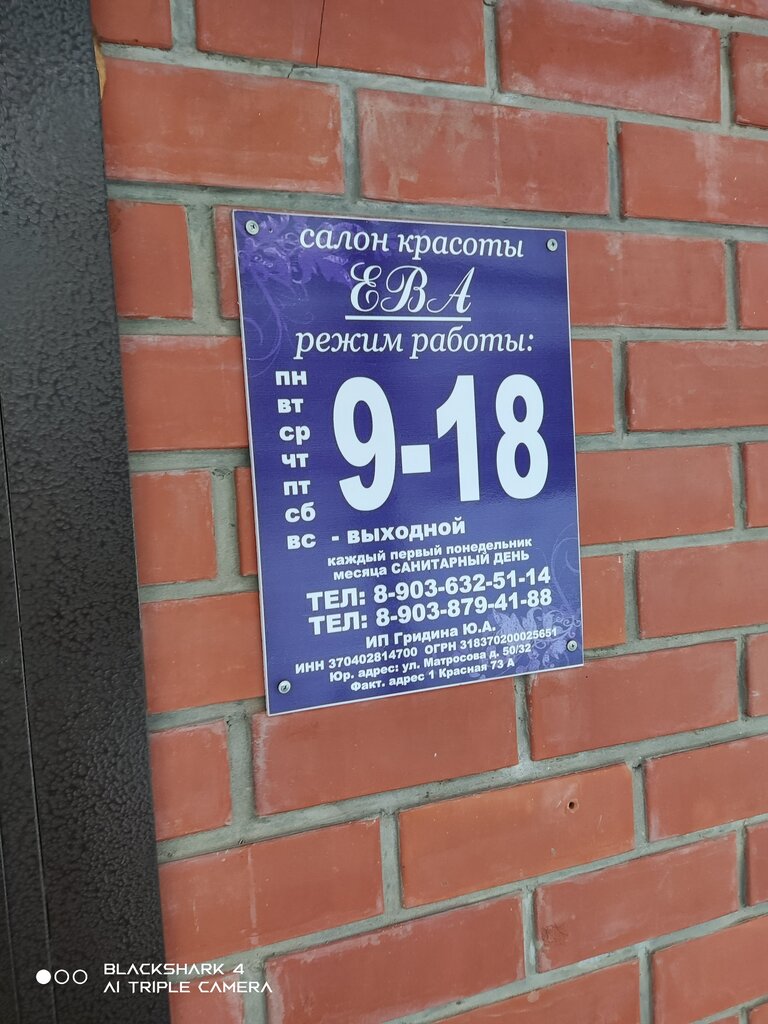 салон красоты
ЕВА
режим работы:
пн
вт
ср
чт
пт
сб
9-18
вс - выходной
каждый первый понедельник
месяца САНИТАРНЫЙ ДЕНЬ
ТЕЛ: 8-903-632-51-14
ТЕЛ: 8-903-879-41-88
ИП Гридина Ю.А.
ИНН 370402814700 ОГРН 318370200025651
Юр. адрес: ул. Матросова д. 50/32
Факт. адрес 1 Красная 73 А
BLACKSHARK 4
AI TRIPLE CAMERA